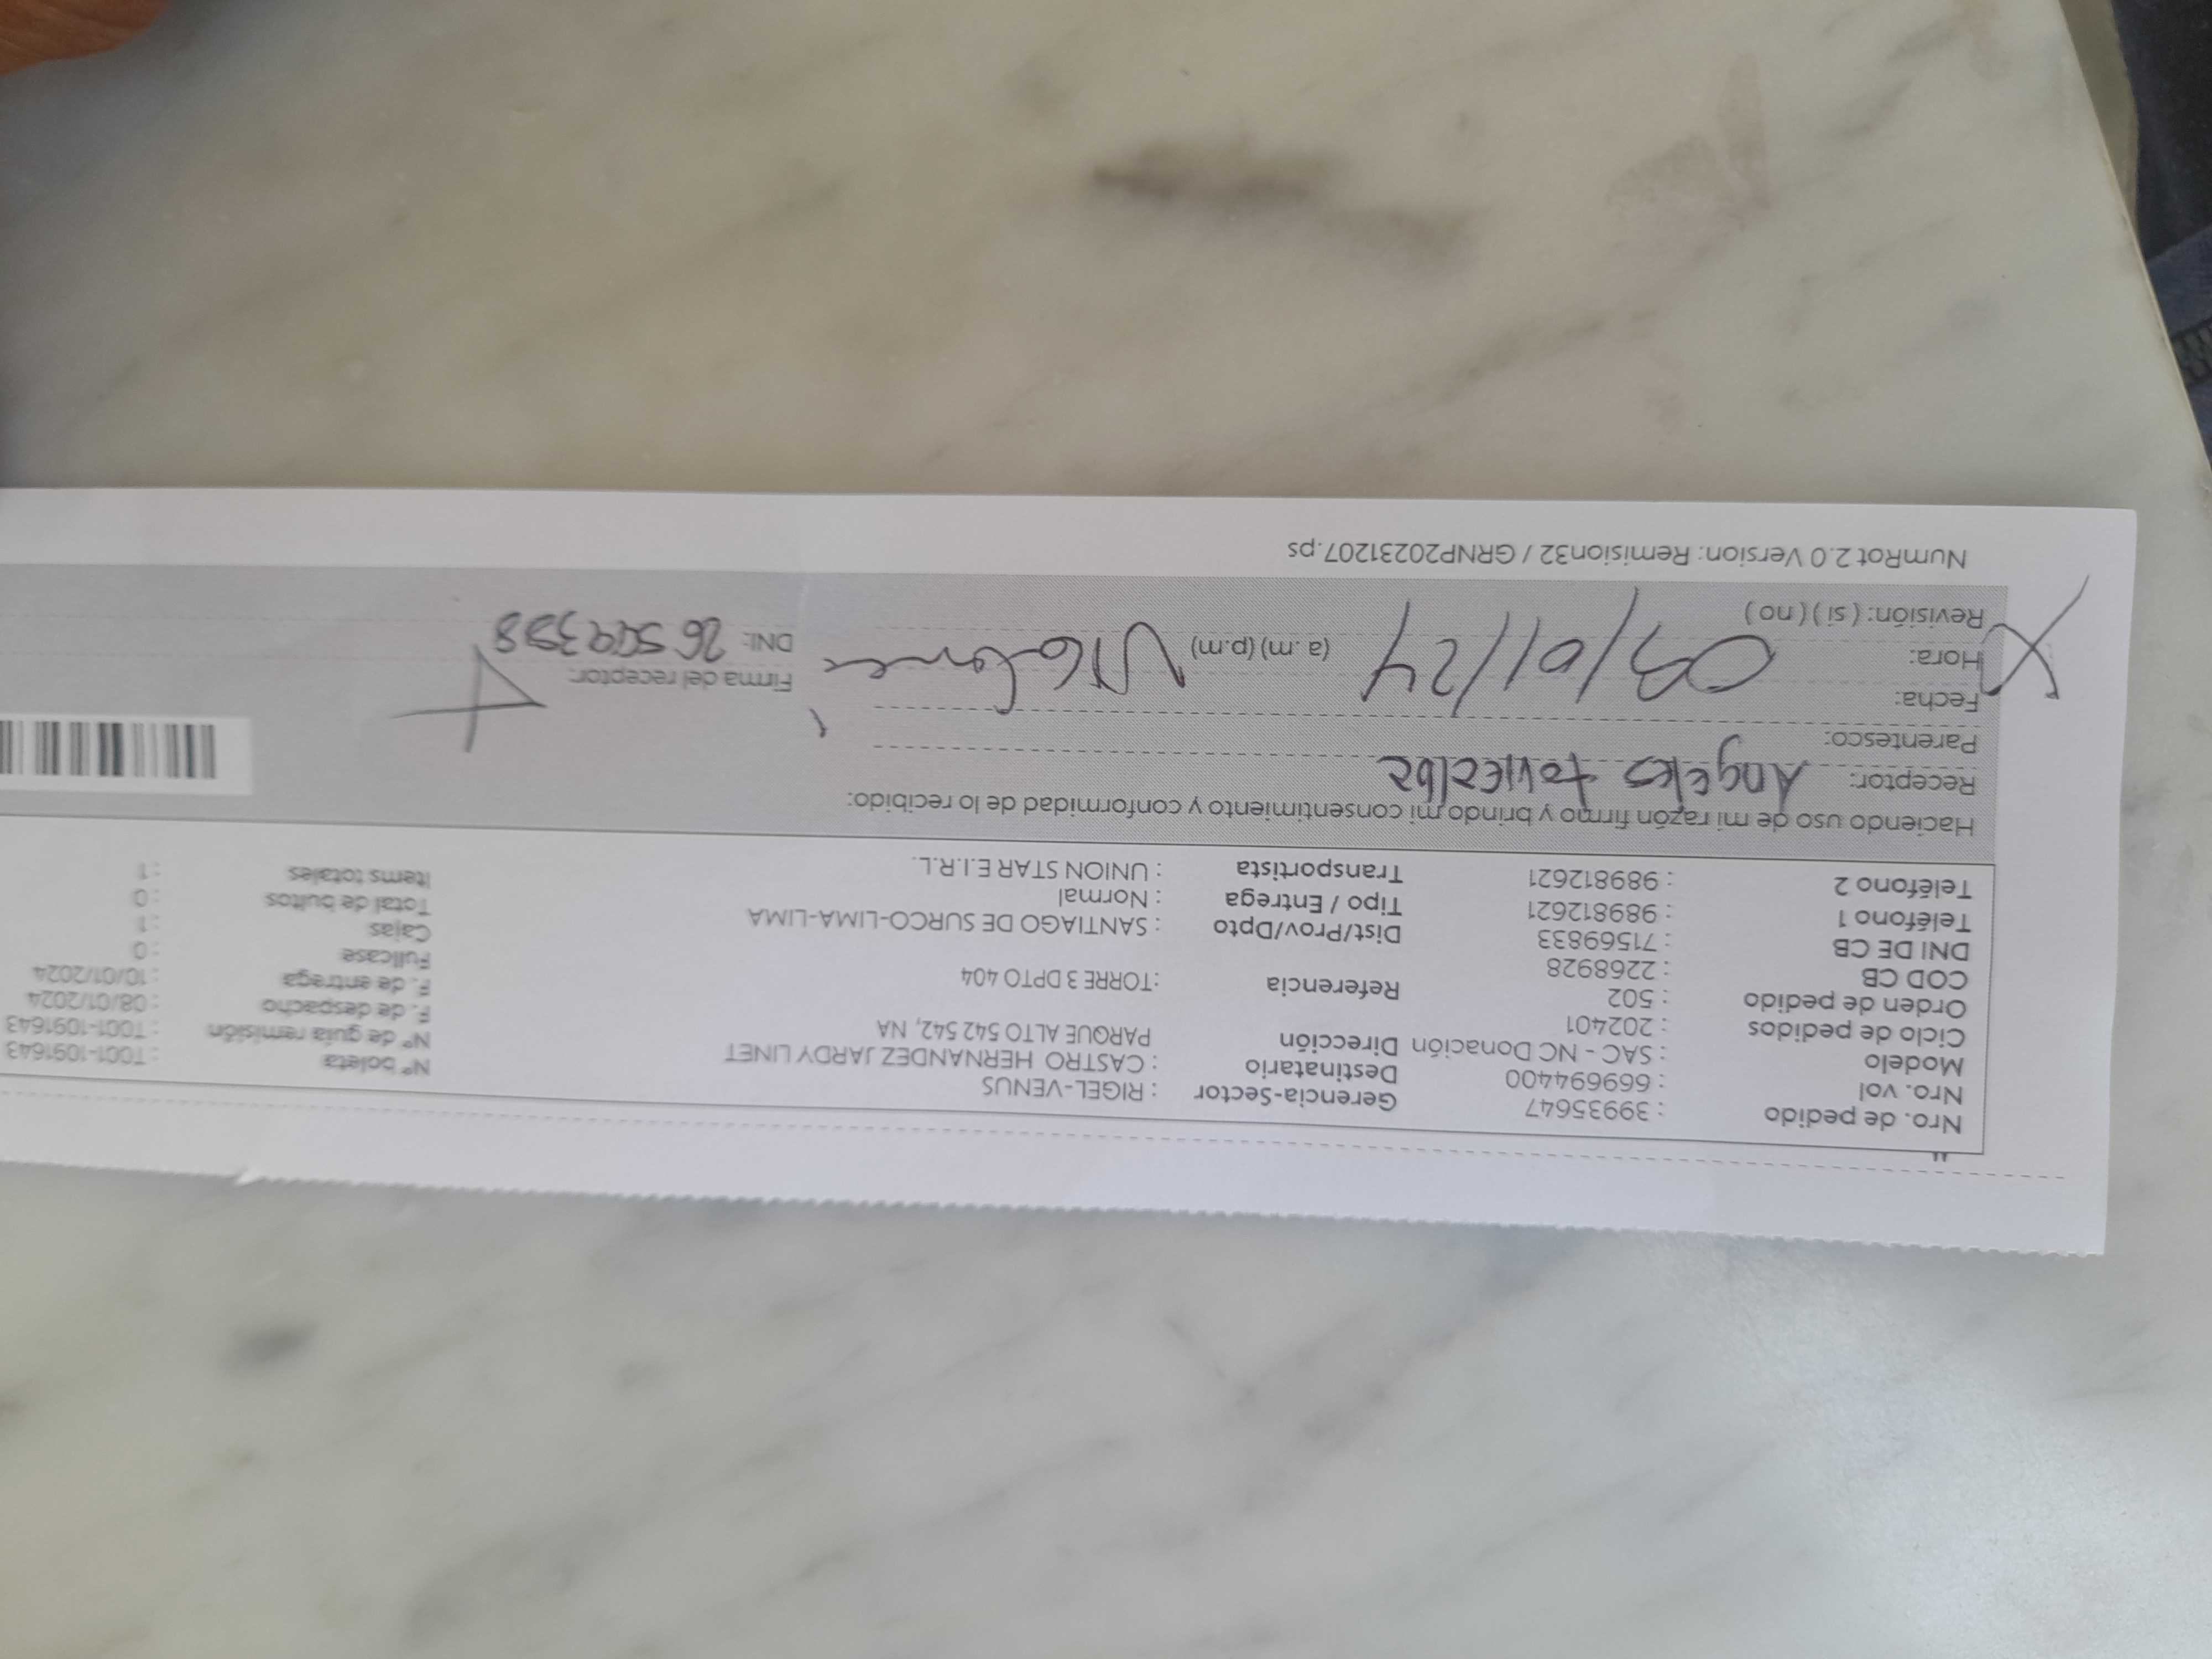 Nro. de pedido : 39935647 Gerencia-Sector : RIGEL-VENUS Nº boleta : T001-1091643
Nro. vol : 669694400 Destinatario : CASTRO HERNANDEZ JARDY LINET Nº de guía remisión : T001-1091643
Modelo : SAC - NC Donación Dirección PARQUE ALTO 542 542, NA F. de despacho : 08/01/2024
Ciclo de pedidos : 202401 F. de entrega : 10/01/2024
Orden de pedido : 502 Referencia : TORRE 3 DPTO 404 Fullcase : 0
COD CB : 2268928 Cajas : 1
DNI DE CB : 71569833 Dist/Prov/Dpto : SANTIAGO DE SURCO-LIMA-LIMA Total de bultos : 0
Teléfono 1 : 989812621 Tipo / Entrega : Normal Items totales : 1
Teléfono 2 : 989812621 Transportista : UNION STAR E.I.R.L.
Haciendo uso de mi razón firmo y brindo mi consentimiento y conformidad de lo recibido:
Receptor: Angeles
Parentesco:
Fecha: 03/01/24 Firma del receptor:
Hora: (a.m) (p.m) DNI:
Revisión: ( si ) ( no )
NumRot 2.0 Version: Remision32 / GRNP20231207.ps